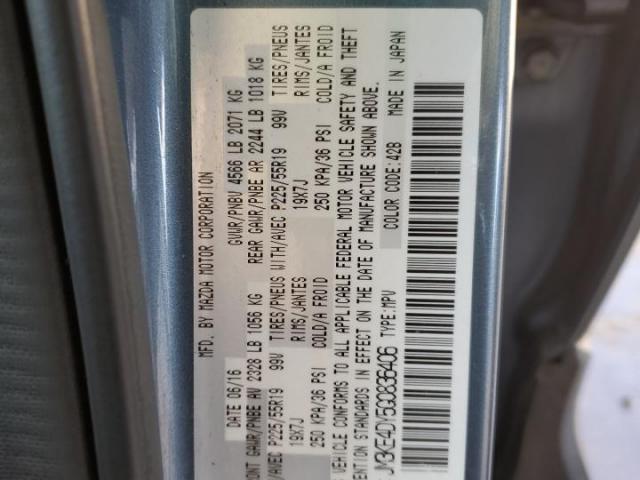 MFD. BY MAZDA MOTOR CORPORATION
DATE 06/16 GVWR/PNBV 4566 LB 2071 KG
ONT GAWR/PNBE AV 2328 LB 1056 KG REAR GAWR/PNBE AR 2244 LB 1018 KG
/AVEC P225/55R19 99V TIRES/PNEUS WITH/AVEC P225/55R19 99V TIRES/PNEUS
19X7J RIMS/JANTES 19X7J RIMS/JANTES
250 KPA/36 PSI COLD/A FROID 250 KPA/36 PSI COLD/A FROID
VEHICLE CONFORMS TO ALL APPLICABLE FEDERAL MOTOR VEHICLE SAFETY AND THEFT
ENTION STANDARDS IN EFFECT ON THE DATE OF MANUFACTURE SHOWN ABOVE.
COLOR CODE:42B MADE IN JAPAN
JM3KE4DY5G0836406 TYPE:MPV